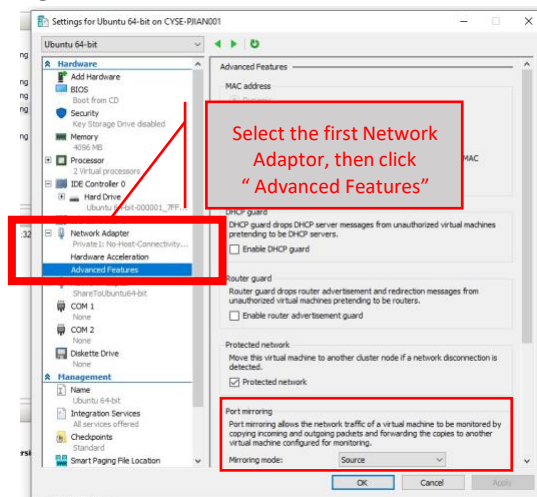 Settings for Ubuntu 64-bit on CYSE-PJIAN001
Ubuntu 64-bit
Hardware
Add Hardware
BIOS
Boot from CD
Security
Key Storage Drive disabled
Memory
4096 MB
Processor
2 Virtual processors
IDE Controller 0
Hard Drive
Ubuntu 64-bit-000001_7FP...
Network Adapter
Private1: No-Host-Connectivity...
Hardware Acceleration
Advanced Features
ShareToUbuntu64-bit
COM 1
None
COM 2
None
Diskette Drive
None
Management
Name
Ubuntu 64-bit
Integration Services
All services offered
Checkpoints
Standard
Smart Paging File Location
Advanced Features
MAC address
Select the first Network
Adaptor, then click
“ Advanced Features”
MAC
DHCP guard
DHCP guard drops DHCP server messages from unauthorized virtual machines
pretending to be DHCP servers.
Enable DHCP guard
Router guard
Router guard drops router advertisement and redirection messages from
unauthorized virtual machines pretending to be routers.
Enable router advertisement guard
Protected network
Move this virtual machine to another cluster node if a network disconnection is
detected.
Protected network
Port mirroring
Port mirroring allows the network traffic of a virtual machine to be monitored by
copying incoming and outgoing packets and forwarding the copies to another
virtual machine configured for monitoring.
Mirroring mode: Source
OK Cancel Apply